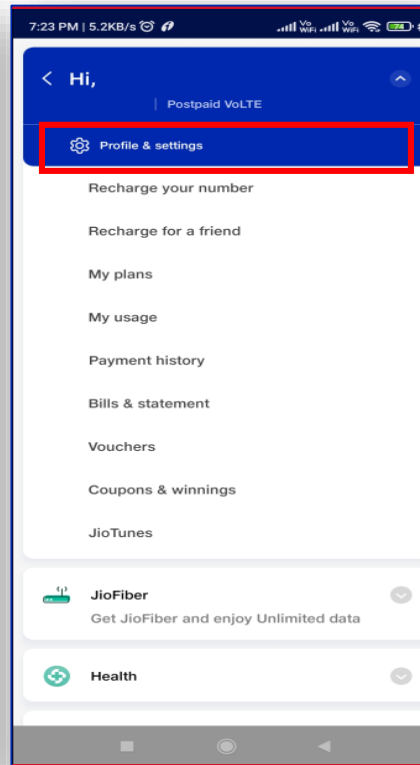 7:23 PM | 5.2KB/s
Vo WiFi Vo WiFi 74
Hi,
| Postpaid VoLTE
Profile & settings
Recharge your number
Recharge for a friend
My plans
My usage
Payment history
Bills & statement
Vouchers
Coupons & winnings
JioTunes
JioFiber
Get JioFiber and enjoy Unlimited data
Health